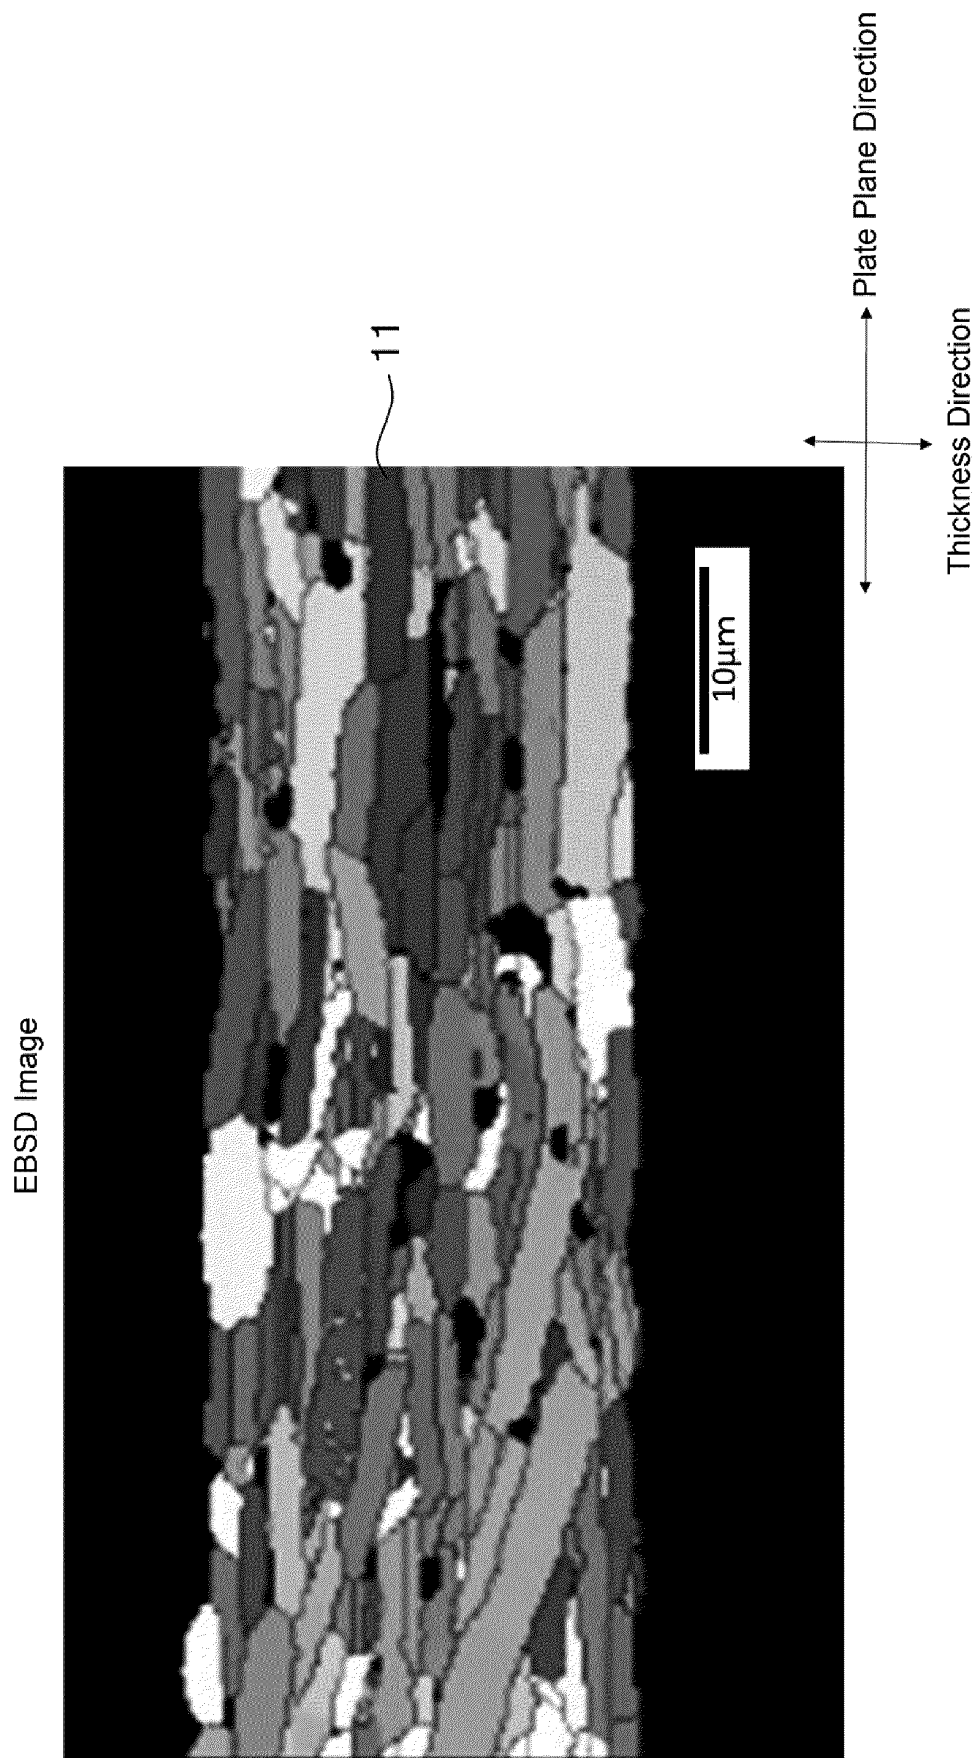 EBSD Image
11
10μm
Plate Plane Direction
Thickness Direction